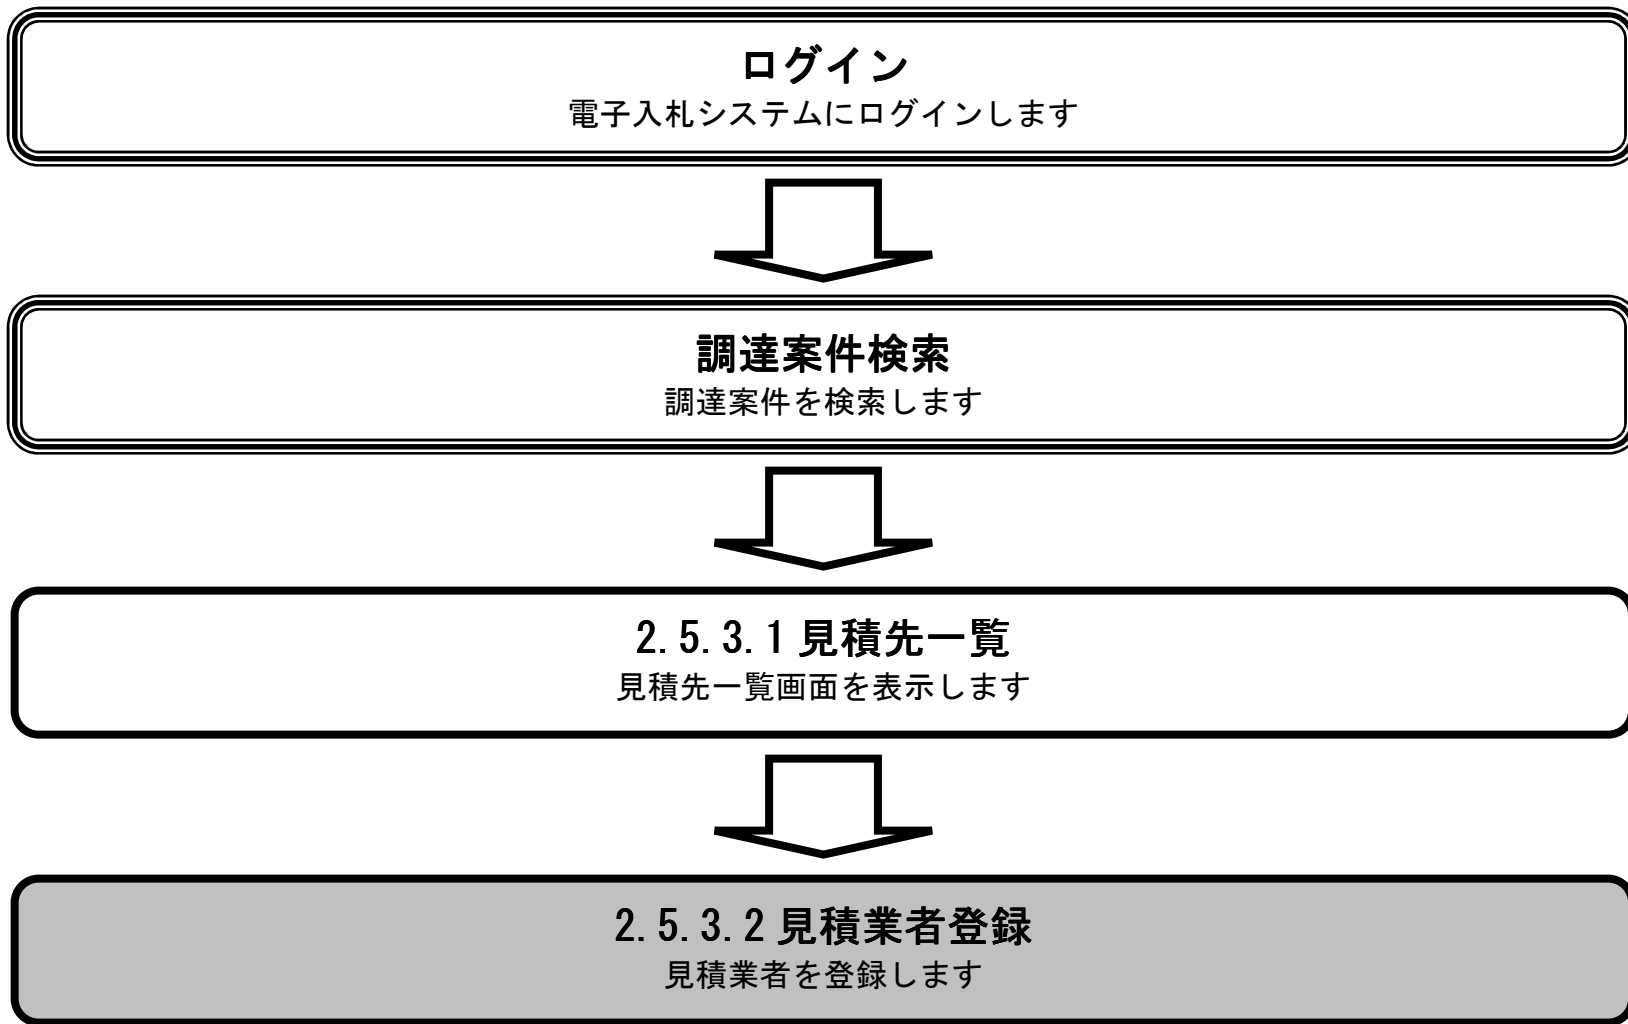 ログイン
電子入札システムにログインします
調達案件検索
調達案件を検索します
2.5.3.1 見積先一覧
見積先一覧画面を表示します
2.5.3.2 見積業者登録
見積業者を登録します